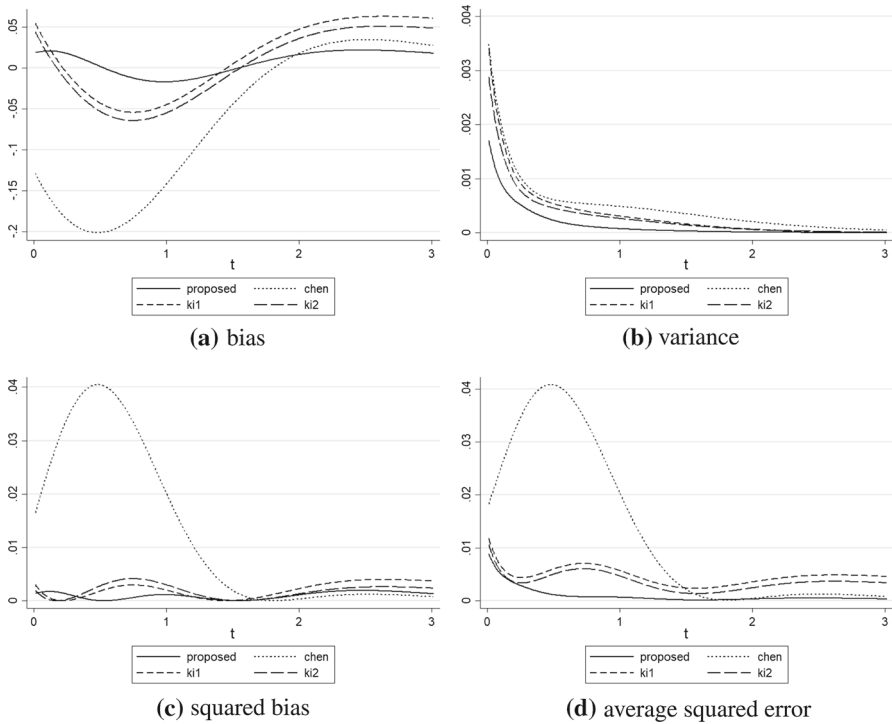 .05
0
-.05
-.1
-.15
-.2
0 1 2 3
t
proposed chen
ki1 ki2
(a) bias
.004
.003
.002
.001
0
0 1 2 3
t
proposed chen
ki1 ki2
(b) variance
.04
.03
.02
.01
0
0 1 2 3
t
proposed chen
ki1 ki2
(c) squared bias
.04
.03
.02
.01
0
0 1 2 3
t
proposed chen
ki1 ki2
(d) average squared error